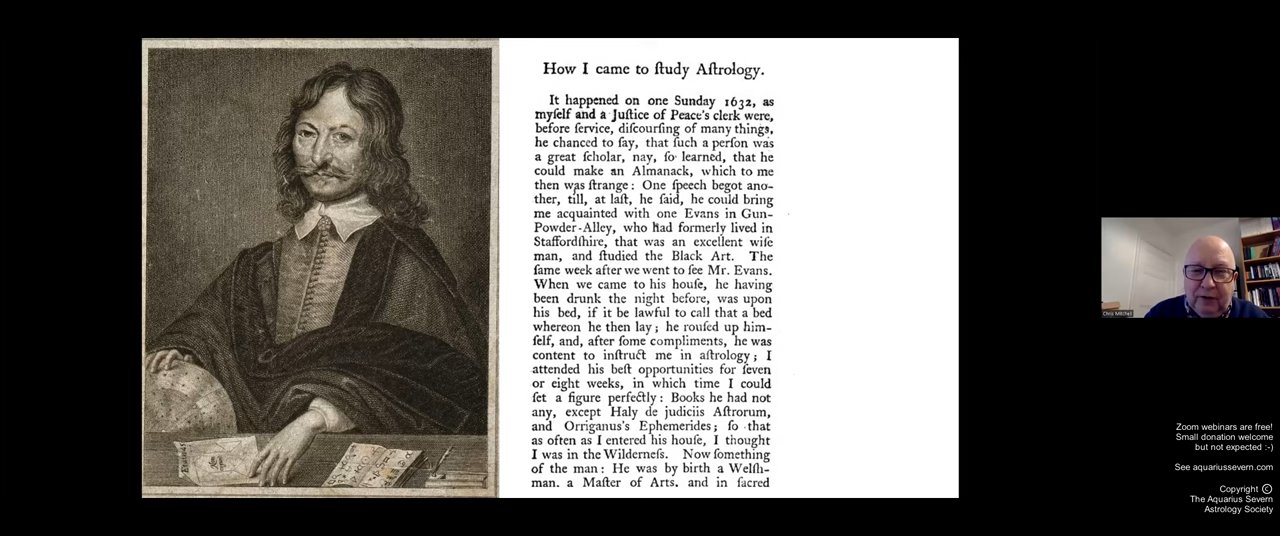 How I came to ſtudy Aſtrology.
It happened on one Sunday 1632, as
myſelf and a Juſtice of Peace's clerk were,
before ſervice, diſcourſing of many things,
he chanced to ſay, that ſuch a perſon was
a great ſcholar, nay, ſo learned, that he
could make an Almanack, which to me
then was ſtrange: One ſpeech begot ano-
ther, till, at laſt, he ſaid, he could bring
me acquainted with one Evans in Gun-
Powder-Alley, who had formerly lived in
Staffordſhire, that was an excellent wiſe
man, and ſtudied the Black Art. The
ſame week after we went to ſee Mr. Evans.
When we came to his houſe, he having
been drunk the night before, was upon
his bed, if it be lawful to call that a bed
whereon he then lay; he rouſed up him-
ſelf, and, after ſome compliments, he was
content to inſtruct me in aſtrology; I
attended his beſt opportunities for ſeven
or eight weeks, in which time I could
ſet a figure perfectly: Books he had not
any, except Haly de judiciis Aſtrorum,
and Orriganus's Ephemerides; ſo that
as often as I entered his houſe, I thought
I was in the Wilderneſs. Now ſomething
of the man: He was by birth a Welſh-
man, a Maſter of Arts, and in ſacred
Chris Mitchell
Zoom webinars are free!
Small donation welcome
but not expected :-)
See aquariussevern.com
Copyright ©
The Aquarius Severn
Astrology Society